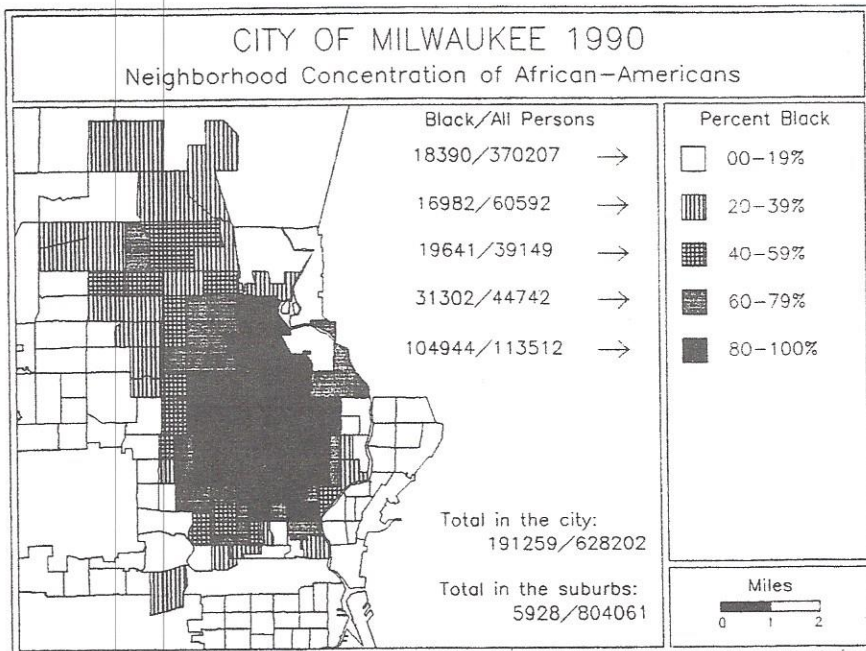 CITY OF MILWAUKEE 1990
Neighborhood Concentration of African-Americans
Black/All Persons
18390/370207 →
16982/60592 →
19641/39149 →
31302/44742 →
104944/113512 →
Total in the city:
191259/628202
Total in the suburbs:
5928/804061
Percent Black
00-19%
20-39%
40-59%
60-79%
80-100%
Miles
0 1 2